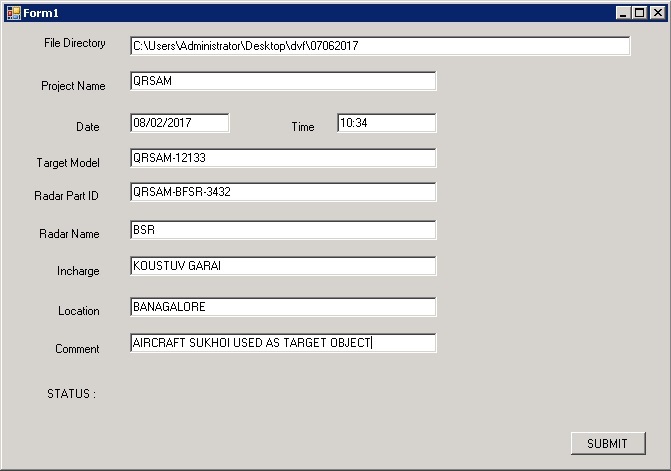 Form1
File Directory C:\Users\Administrator\Desktop\dvf\07062017
Project Name QRSAM
Date 08/02/2017 Time 10:34
Target Model QRSAM-12133
Radar Part ID QRSAM-BFSR-3432
Radar Name BSR
Incharge KOUSTUV GARAI
Location BANAGALORE
Comment AIRCRAFT SUKHOI USED AS TARGET OBJECT
STATUS :
SUBMIT